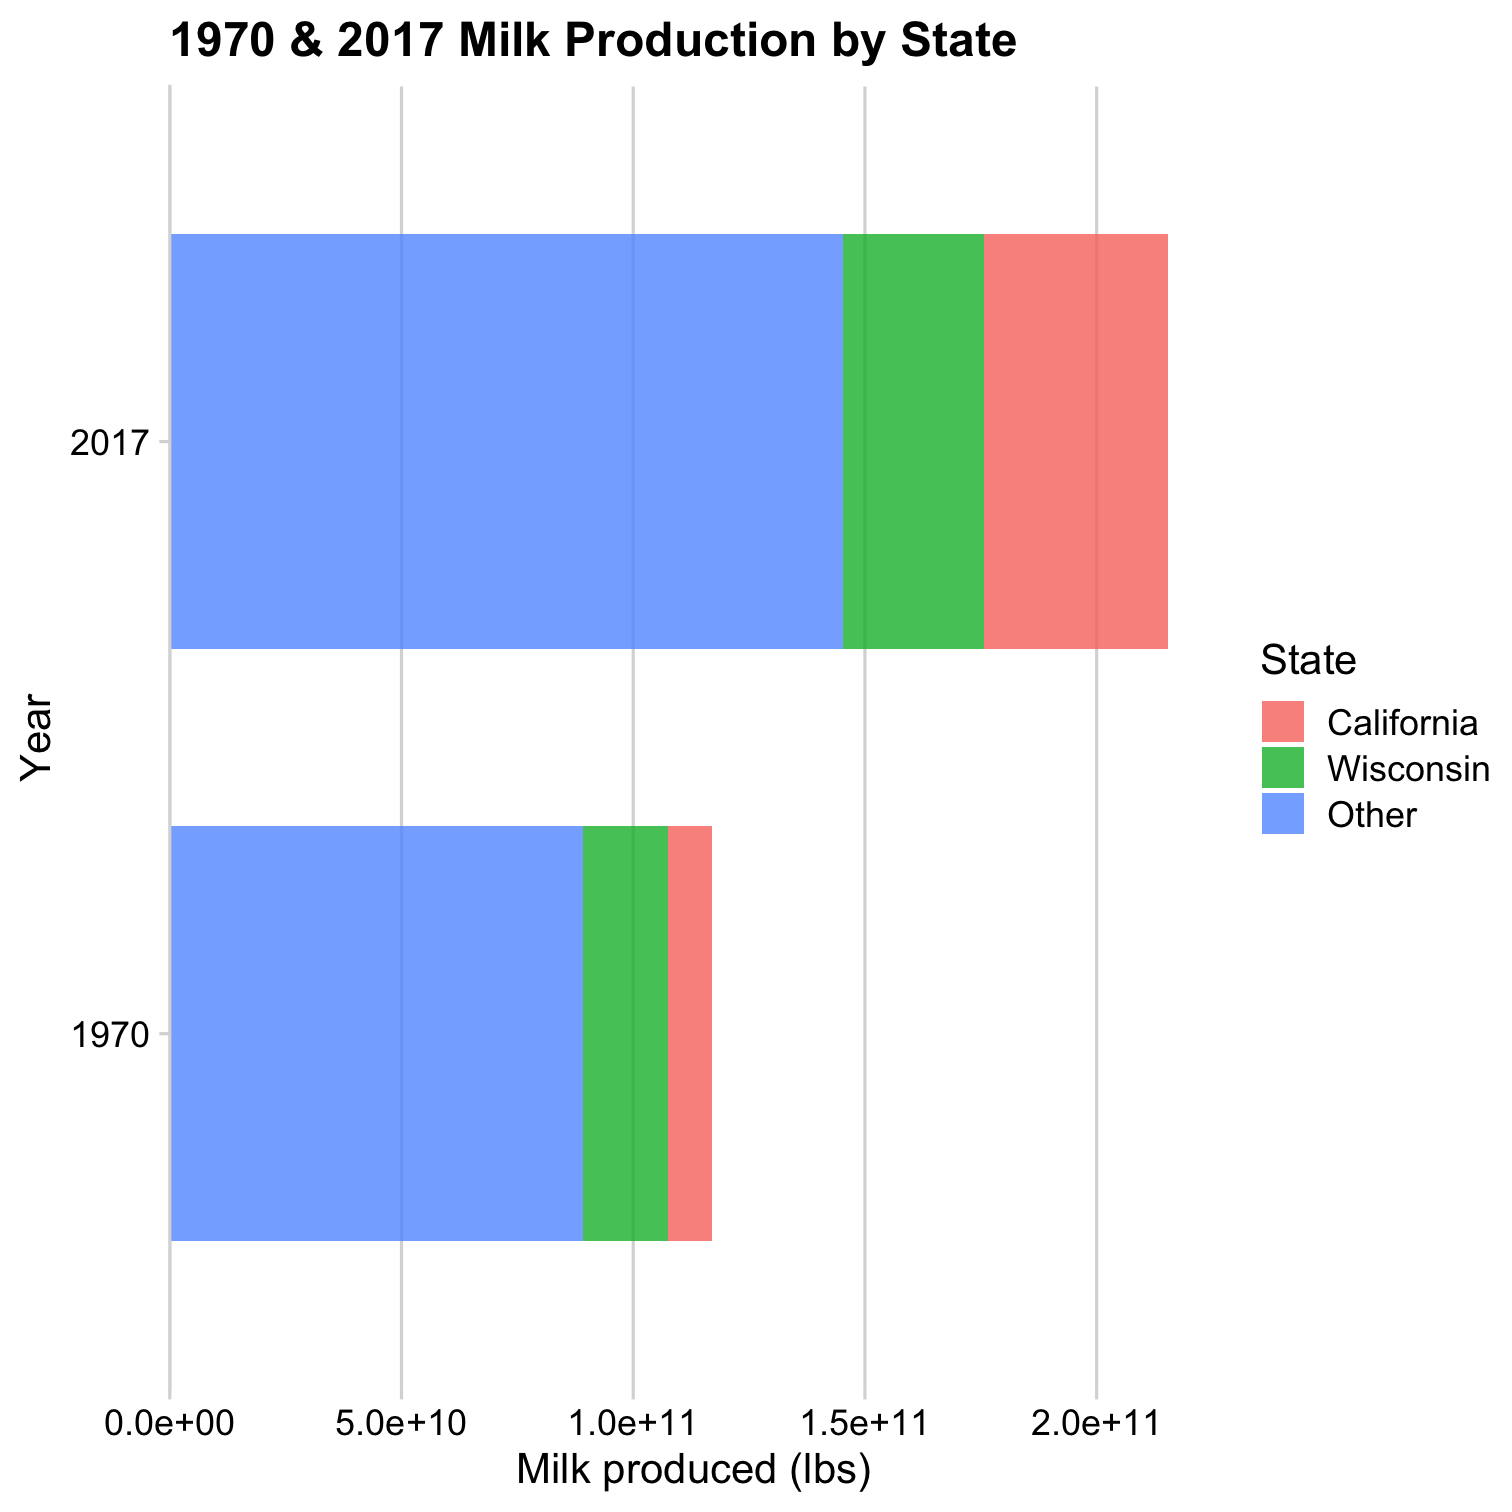 1970 & 2017 Milk Production by State
2017
1970
Year
0.0e+00 5.0e+10 1.0e+11 1.5e+11 2.0e+11
Milk produced (lbs)
State
California
Wisconsin
Other